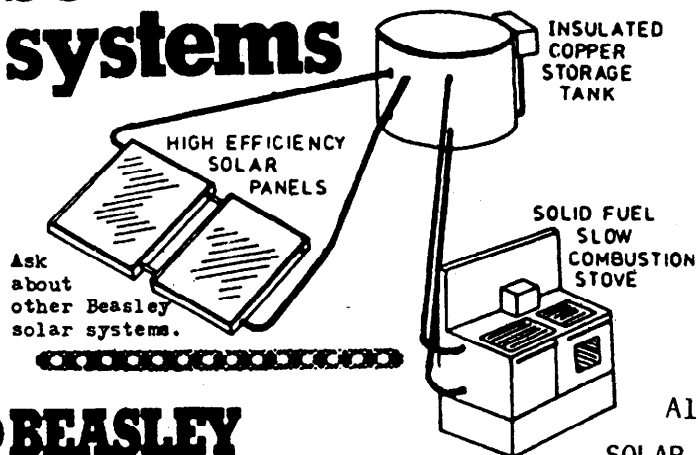 systems
INSULATED
COPPER
STORAGE
TANK
HIGH EFFICIENCY
SOLAR
PANELS
SOLID FUEL
SLOW
COMBUSTION
STOVE
Ask
about
other Beasley
solar systems.
BEASLEY
SOLAR